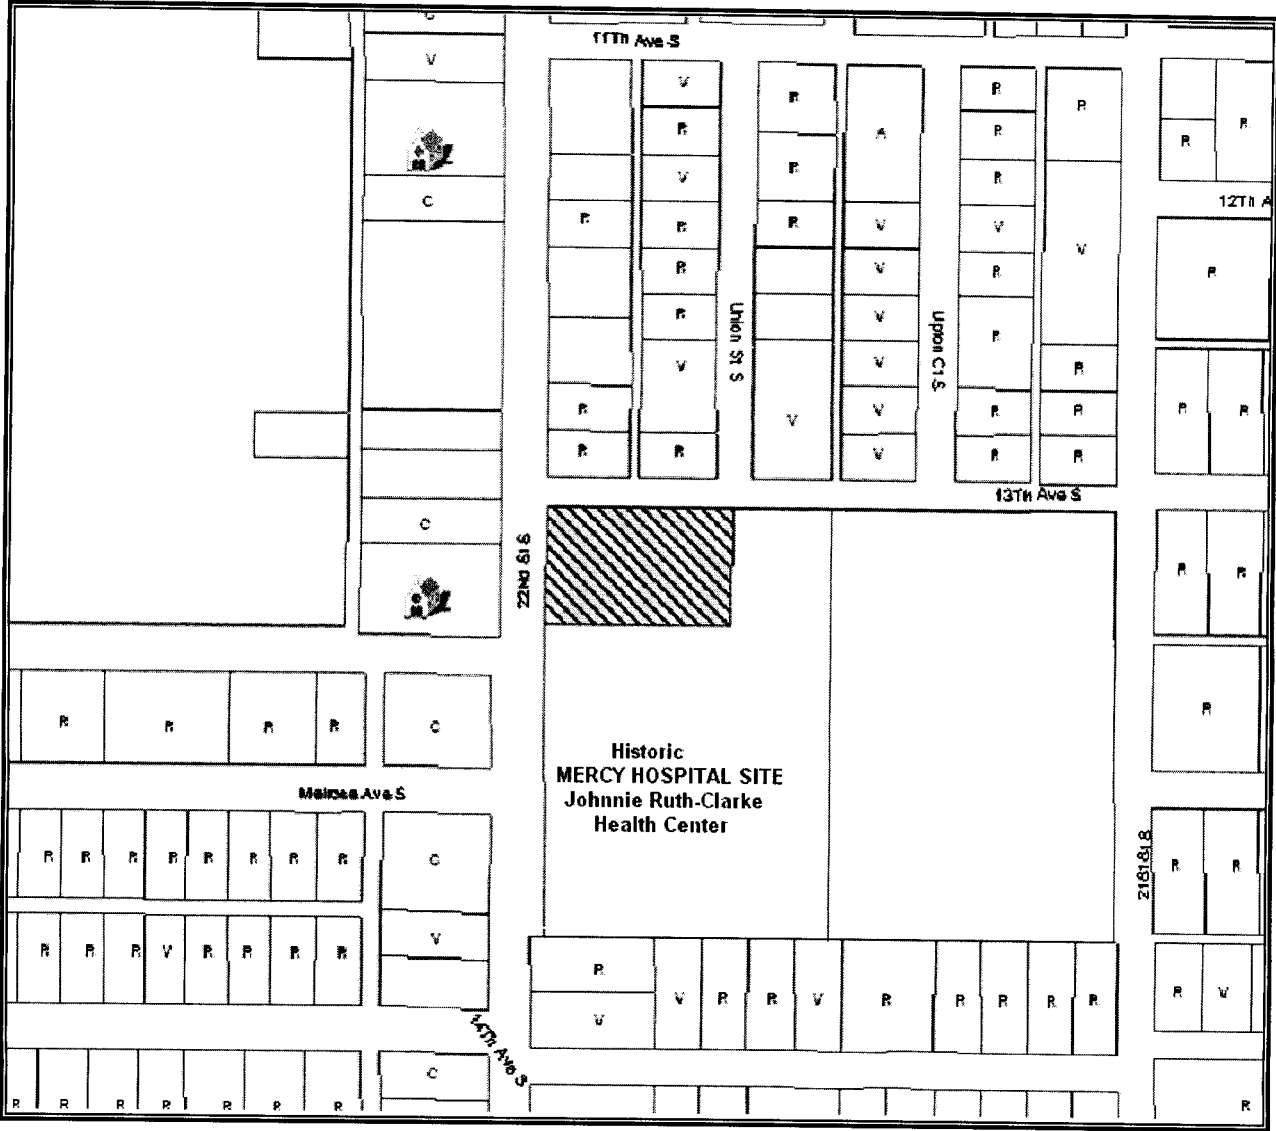 C
11Th Ave S
V
V
R
R
R
R
R
A
R
R
R
R
R
C
V
R
12Th A
R
R
R
V
V
R
R
V
V
R
R
V
R
R
V
R
V
R
Union St S
Upton Ct S
R
R
V
V
R
R
V
R
R
R
R
R
R
V
R
R
R
13Th Ave S
C
22Nd St S
R
R
R
R
R
R
R
C
Historic
MERCY HOSPITAL SITE
Johnnie Ruth-Clarke
Health Center
Melrose Ave S
R
R
R
R
R
R
R
R
C
21St St S
R
R
R
R
R
V
R
R
R
R
V
R
V
V
R
R
V
R
R
R
R
R
R
V
14Th Ave S
C
R
R
R
R
R
R
R
R